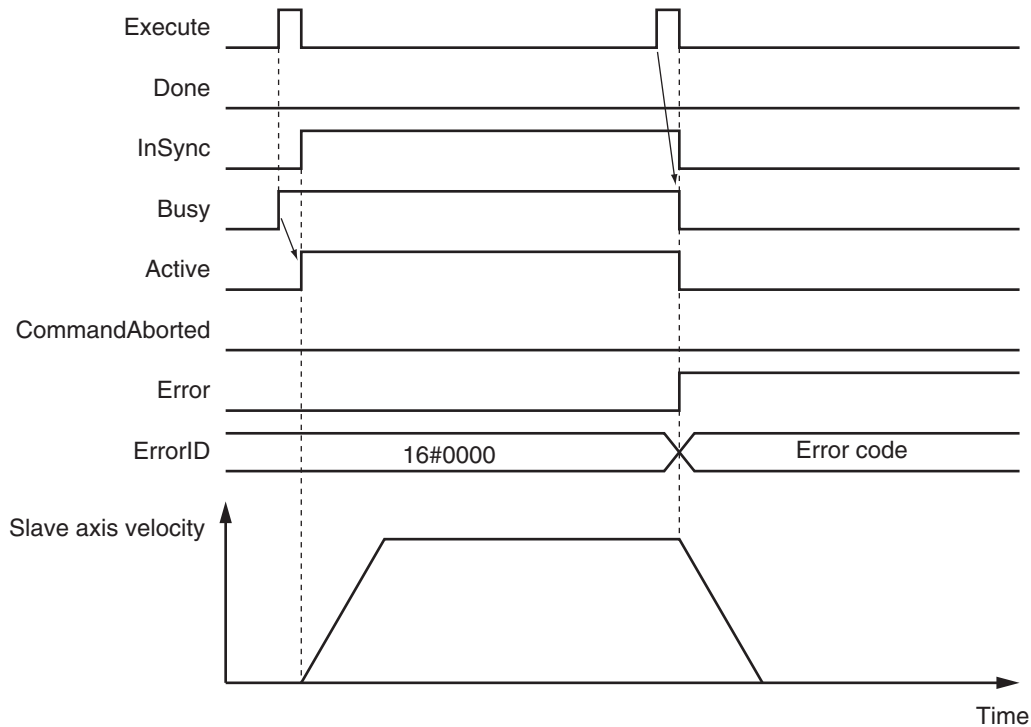 Execute
Done
InSync
Busy
Active
CommandAborted
Error
ErrorID
16#0000
Error code
Slave axis velocity
Time